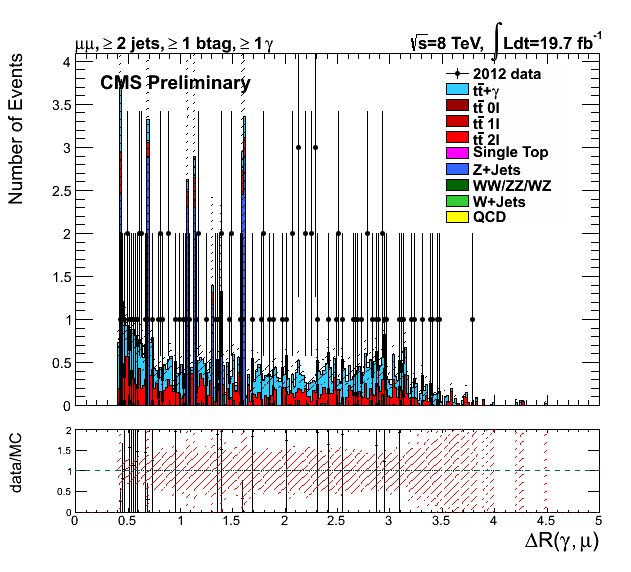 μμ, ≥ 2 jets, ≥ 1 btag, ≥ 1 γ
√s=8 TeV, ∫ Ldt=19.7 fb⁻¹
CMS Preliminary
2012 data
tt̄+γ
tt̄ 0l
tt̄ 1l
tt̄ 2l
Single Top
Z+Jets
WW/ZZ/WZ
W+Jets
QCD
Number of Events
4
3.5
3
2.5
2
1.5
1
0.5
0
data/MC
2
1.5
1
0.5
0
0 0.5 1 1.5 2 2.5 3 3.5 4 4.5 5
ΔR(γ, μ)